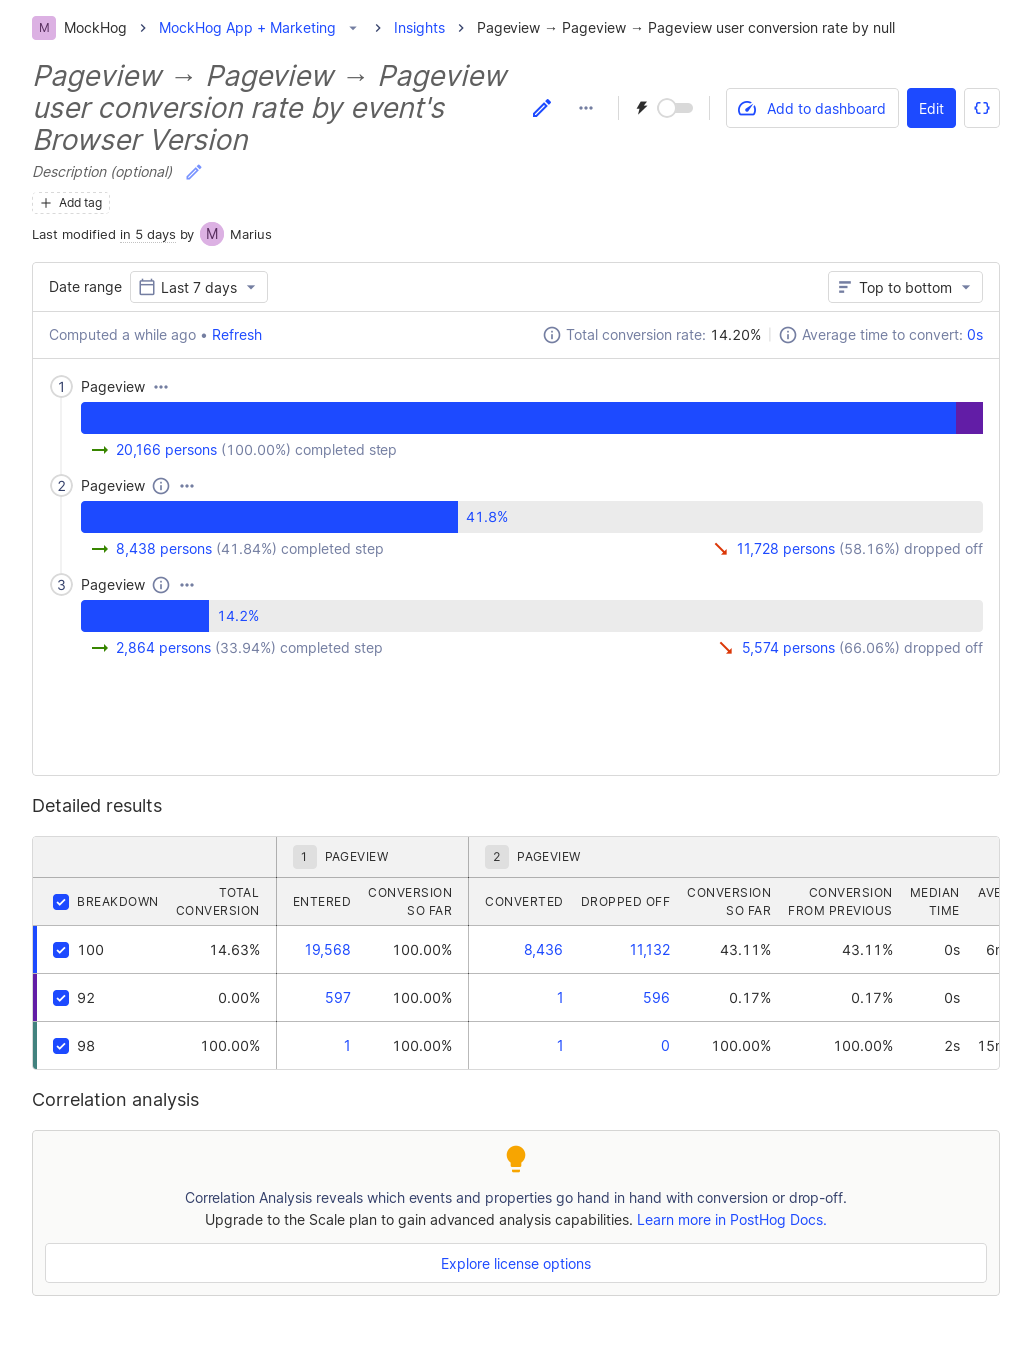 M MockHog MockHog App + Marketing Insights Pageview → Pageview → Pageview user conversion rate by null
Pageview → Pageview → Pageview
user conversion rate by event's
Browser Version
Add to dashboard Edit
Description (optional)
Add tag
Last modified in 5 days by M Marius
Date range Last 7 days Top to bottom
Computed a while ago • Refresh Total conversion rate: 14.20% Average time to convert: 0s
1 Pageview
20,166 persons (100.00%) completed step
2 Pageview
41.8%
8,438 persons (41.84%) completed step 11,728 persons (58.16%) dropped off
3 Pageview
14.2%
2,864 persons (33.94%) completed step 5,574 persons (66.06%) dropped off
Detailed results
1 PAGEVIEW 2 PAGEVIEW
TOTAL CONVERSION CONVERSION CONVERSION MEDIAN AVE
BREAKDOWN ENTERED CONVERTED DROPPED OFF
CONVERSION SO FAR SO FAR FROM PREVIOUS TIME
100 14.63% 19,568 100.00% 8,436 11,132 43.11% 43.11% 0s 6m
92 0.00% 597 100.00% 1 596 0.17% 0.17% 0s
98 100.00% 1 100.00% 1 0 100.00% 100.00% 2s 15m
Correlation analysis
Correlation Analysis reveals which events and properties go hand in hand with conversion or drop-off.
Upgrade to the Scale plan to gain advanced analysis capabilities. Learn more in PostHog Docs.
Explore license options